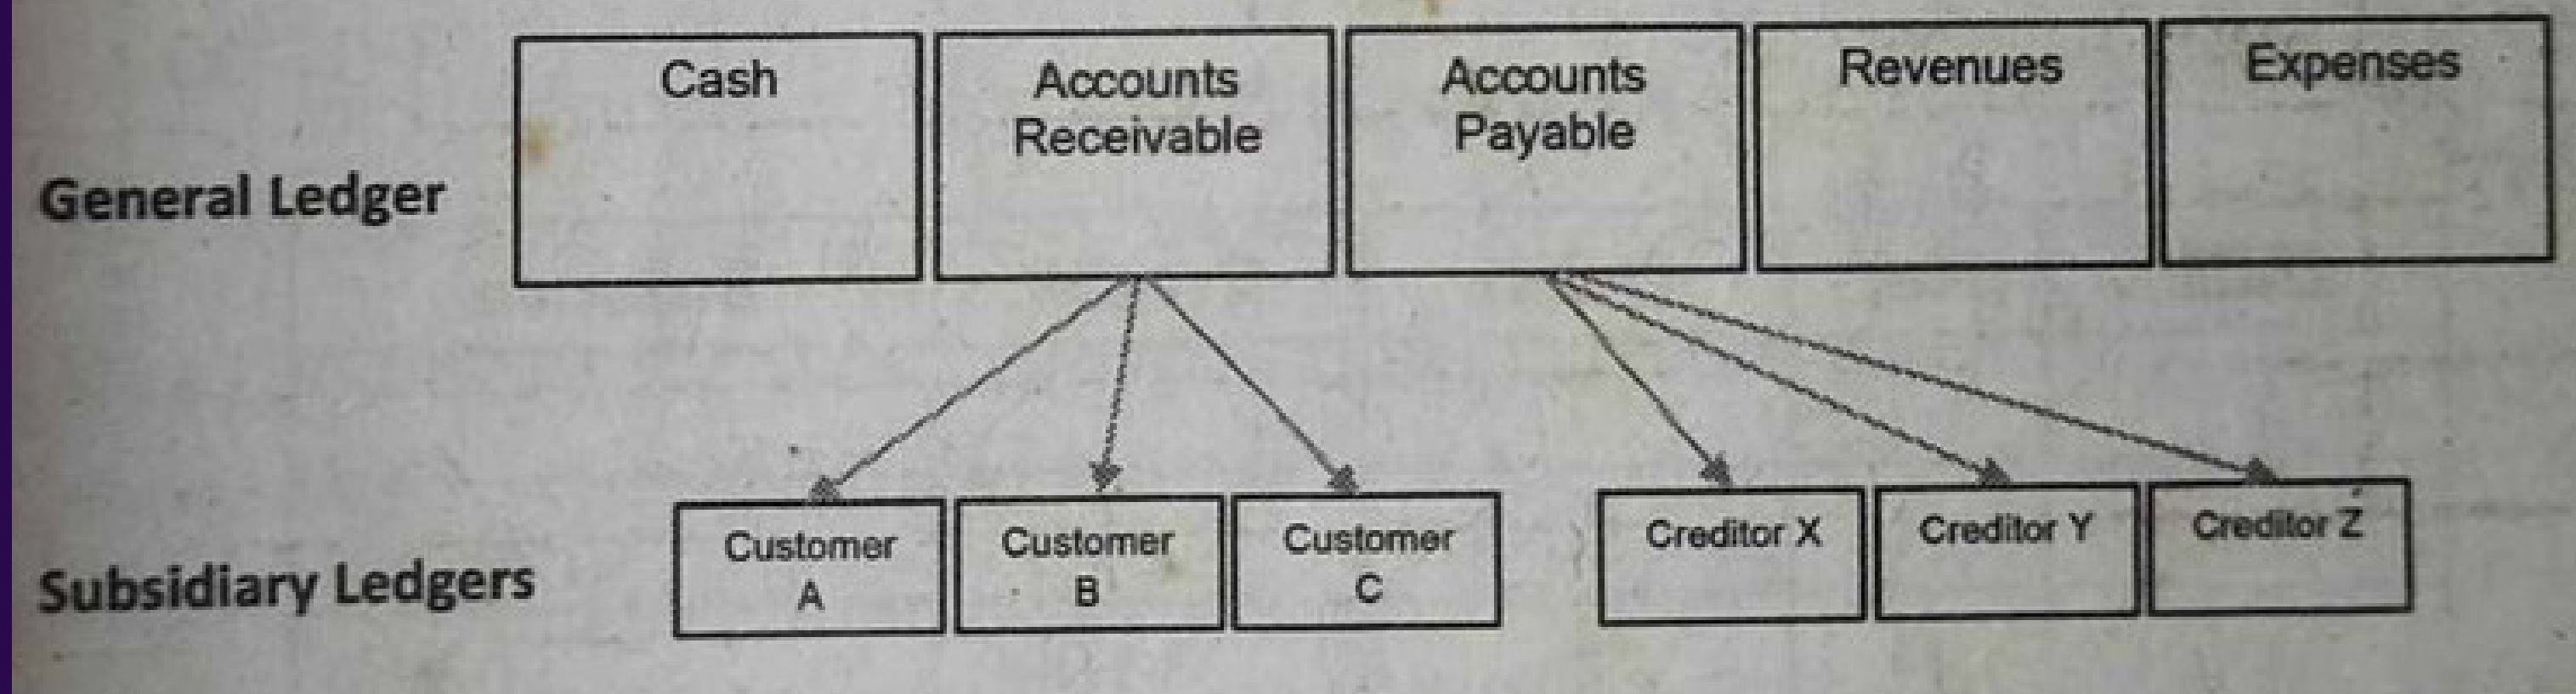 Cash
Accounts
Receivable
Accounts
Payable
Revenues
Expenses
General Ledger
Customer
A
Customer
B
Customer
C
Creditor X
Creditor Y
Creditor Z
Subsidiary Ledgers